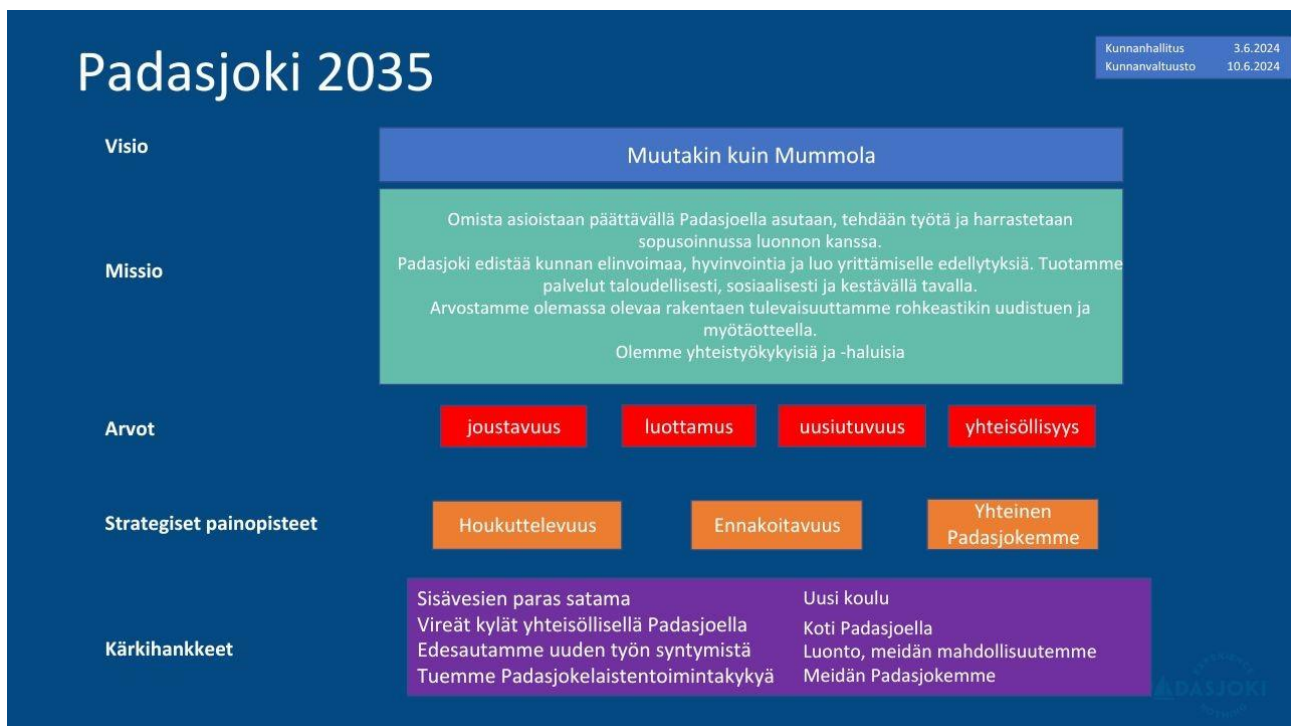 Padasjoki 2035
Kunnanhallitus 3.6.2024
Kunnanvaltuusto 10.6.2024
Visio
Muutakin kuin Mummola
Missio
Omista asioistaan päättävällä Padasjoella asutaan, tehdään työtä ja harrastetaan
sopusoinnussa luonnon kanssa.
Padasjoki edistää kunnan elinvoimaa, hyvinvointia ja luo yrittämiselle edellytyksiä. Tuotamme
palvelut taloudellisesti, sosiaalisesti ja kestävällä tavalla.
Arvostamme olemassa olevaa rakentaen tulevaisuuttamme rohkeastikin uudistuen ja
myötäotteella.
Olemme yhteistyökykyisiä ja -haluisia
Arvot
joustavuus luottamus uusiutuvuus yhteisöllisyys
Strategiset painopisteet
Houkuttelevuus Ennakoitavuus Yhteinen
Padasjokemme
Kärkihankkeet
Sisävesien paras satama
Vireät kylät yhteisöllisellä Padasjoella
Edesautamme uuden työn syntymistä
Tuemme Padasjokelaistentoimintakykyä
Uusi koulu
Koti Padasjoella
Luonto, meidän mahdollisuutemme
Meidän Padasjokemme
ADASJOKI